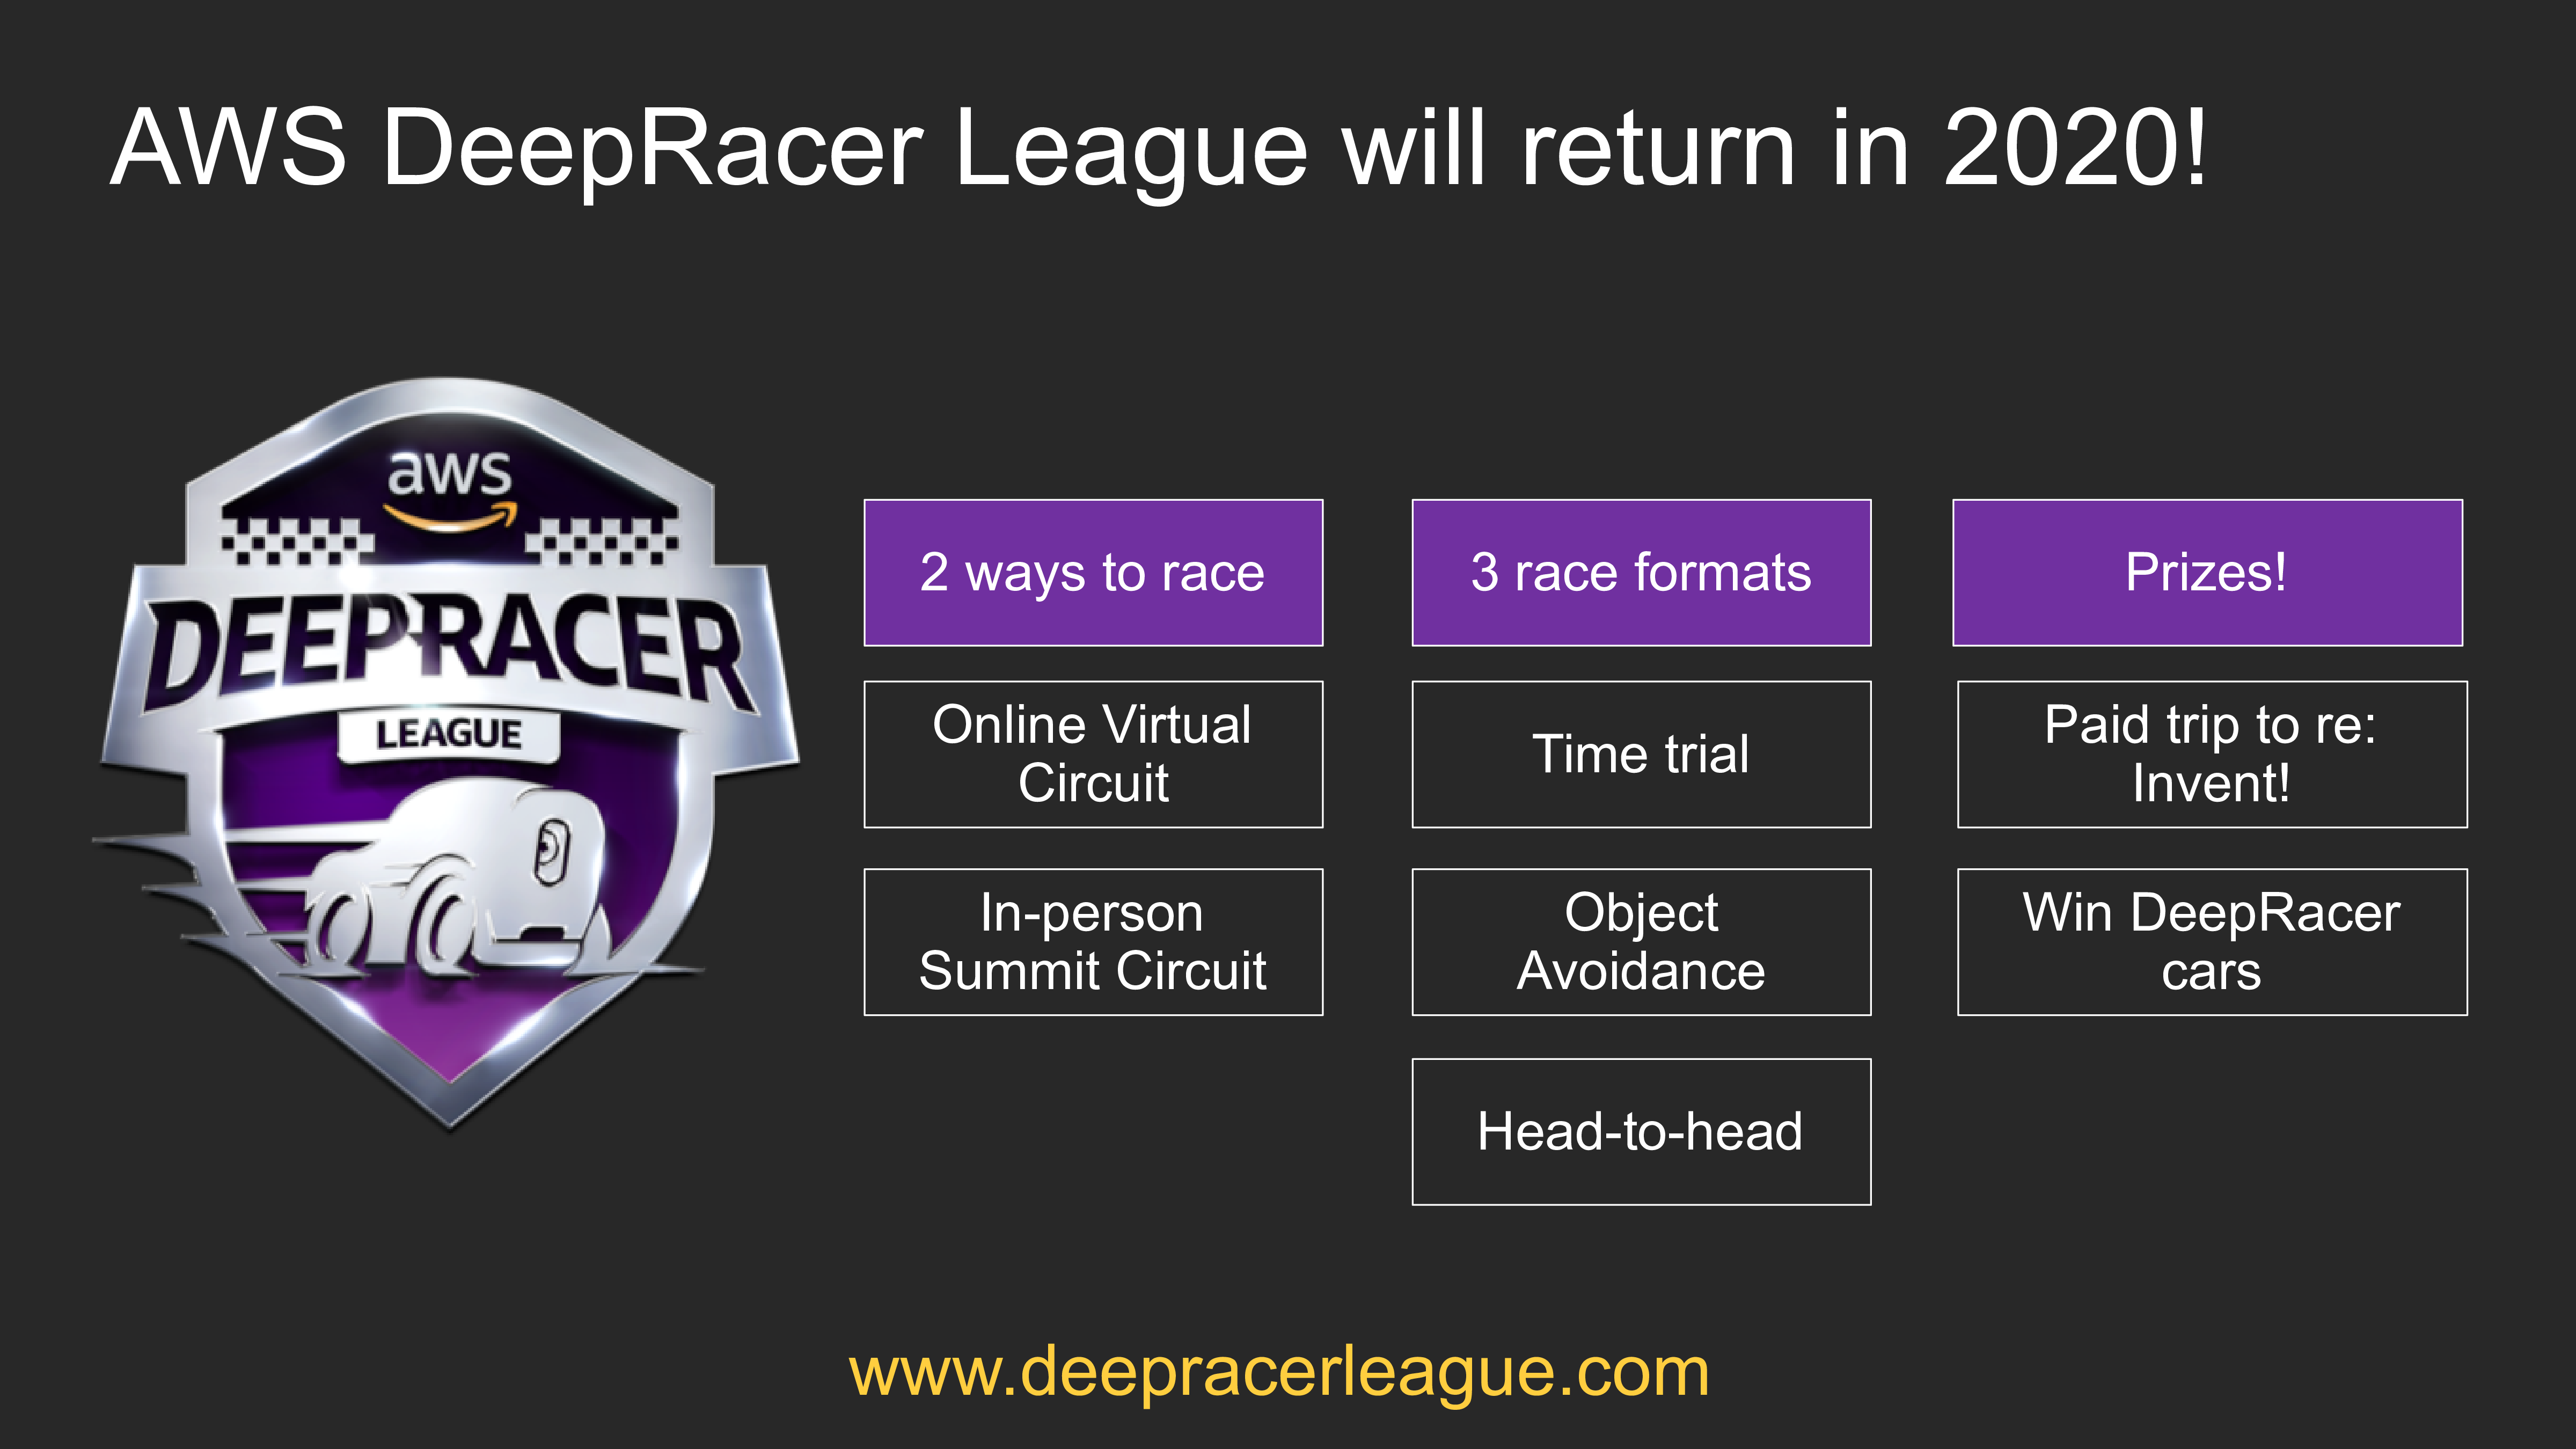 AWS DeepRacer League will return in 2020!
aws
DEEPRACER
LEAGUE
2 ways to race
Online Virtual
Circuit
In-person
Summit Circuit
3 race formats
Time trial
Object
Avoidance
Head-to-head
Prizes!
Paid trip to re:
Invent!
Win DeepRacer
cars
www.deepracerleague.com